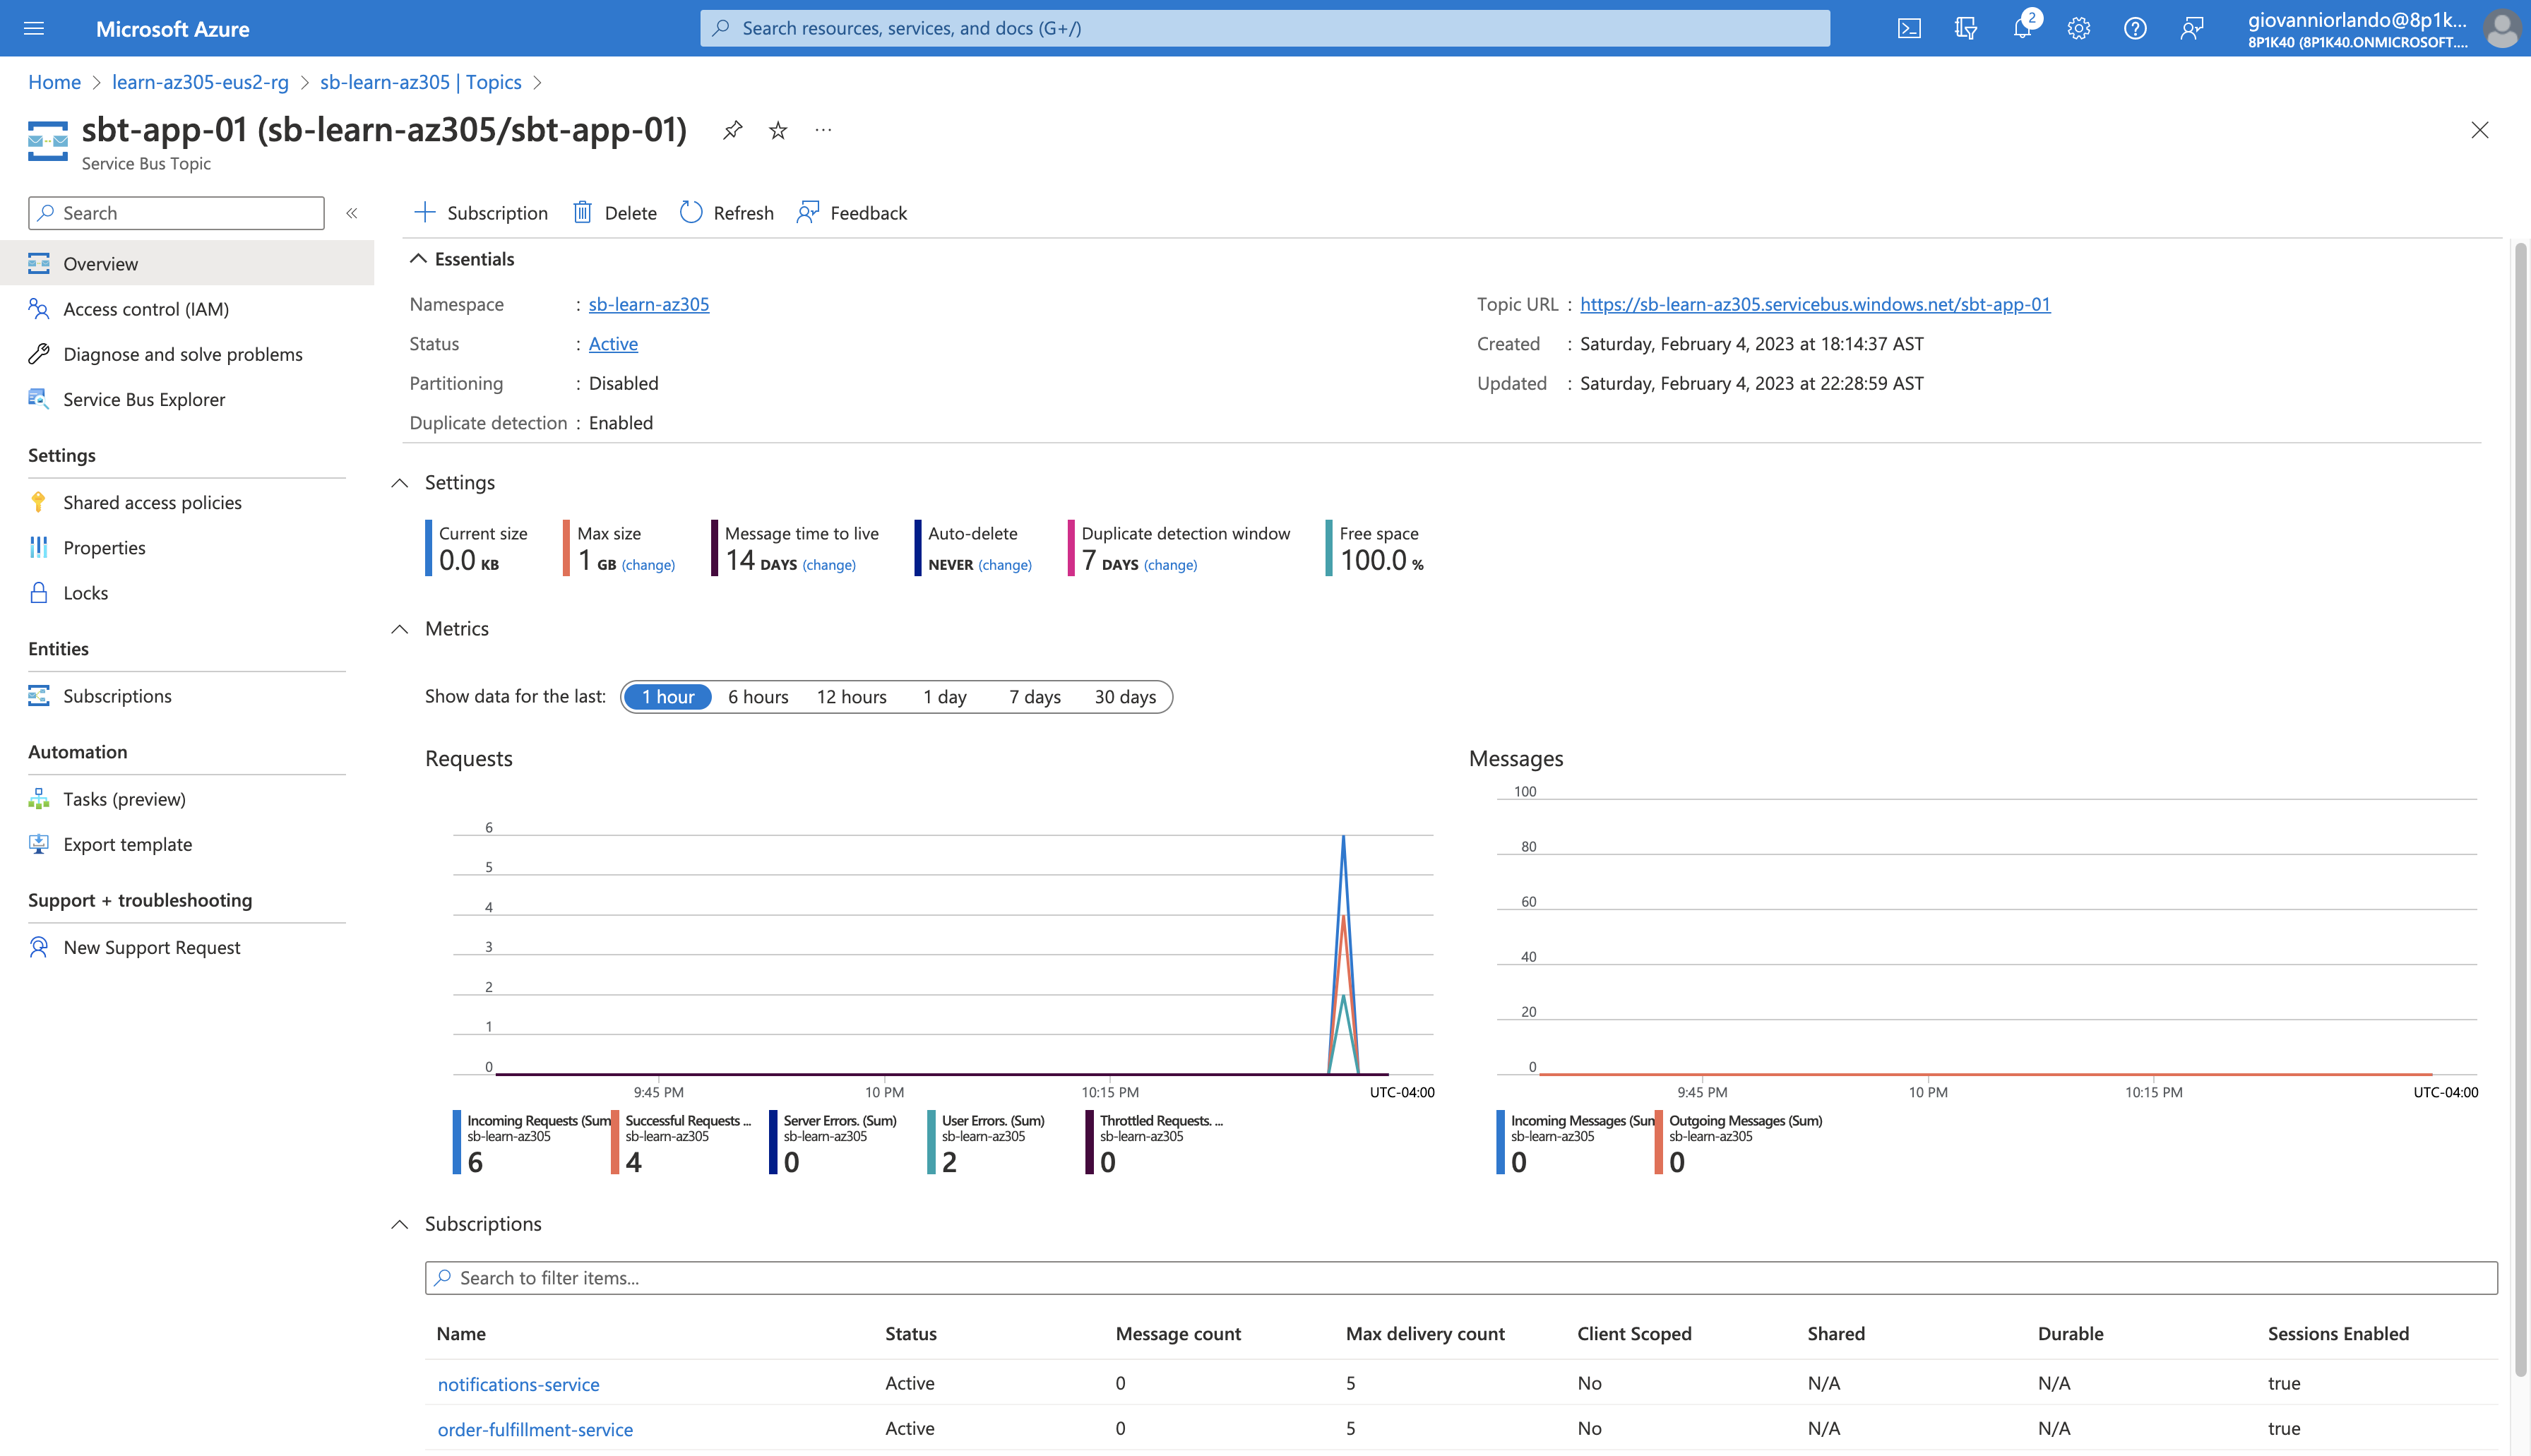 Microsoft Azure
Search resources, services, and docs (G+/)
2
giovanniorlando@8p1k...
8P1K40 (8P1K40.ONMICROSOFT....
Home > learn-az305-eus2-rg > sb-learn-az305 | Topics >
sbt-app-01 (sb-learn-az305/sbt-app-01)
...
Service Bus Topic
Search
«
Overview
Access control (IAM)
Diagnose and solve problems
Service Bus Explorer
Settings
Shared access policies
Properties
Locks
Entities
Subscriptions
Automation
Tasks (preview)
Export template
Support + troubleshooting
New Support Request
Subscription Delete Refresh Feedback
Essentials
Namespace : sb-learn-az305
Status : Active
Partitioning : Disabled
Duplicate detection : Enabled
Topic URL : https://sb-learn-az305.servicebus.windows.net/sbt-app-01
Created : Saturday, February 4, 2023 at 18:14:37 AST
Updated : Saturday, February 4, 2023 at 22:28:59 AST
Settings
Current size
0.0 KB
Max size
1 GB (change)
Message time to live
14 DAYS (change)
Auto-delete
NEVER (change)
Duplicate detection window
7 DAYS (change)
Free space
100.0 %
Metrics
Show data for the last: 1 hour 6 hours 12 hours 1 day 7 days 30 days
Requests
6
5
4
3
2
1
0
9:45 PM 10 PM 10:15 PM UTC-04:00
Incoming Requests (Sum
sb-learn-az305
6
Successful Requests ...
sb-learn-az305
4
Server Errors. (Sum)
sb-learn-az305
0
User Errors. (Sum)
sb-learn-az305
2
Throttled Requests. ...
sb-learn-az305
0
Messages
100
80
60
40
20
0
9:45 PM 10 PM 10:15 PM UTC-04:00
Incoming Messages (Sum
sb-learn-az305
0
Outgoing Messages (Sum)
sb-learn-az305
0
Subscriptions
Search to filter items...
Name Status Message count Max delivery count Client Scoped Shared Durable Sessions Enabled
notifications-service Active 0 5 No N/A N/A true
order-fulfillment-service Active 0 5 No N/A N/A true